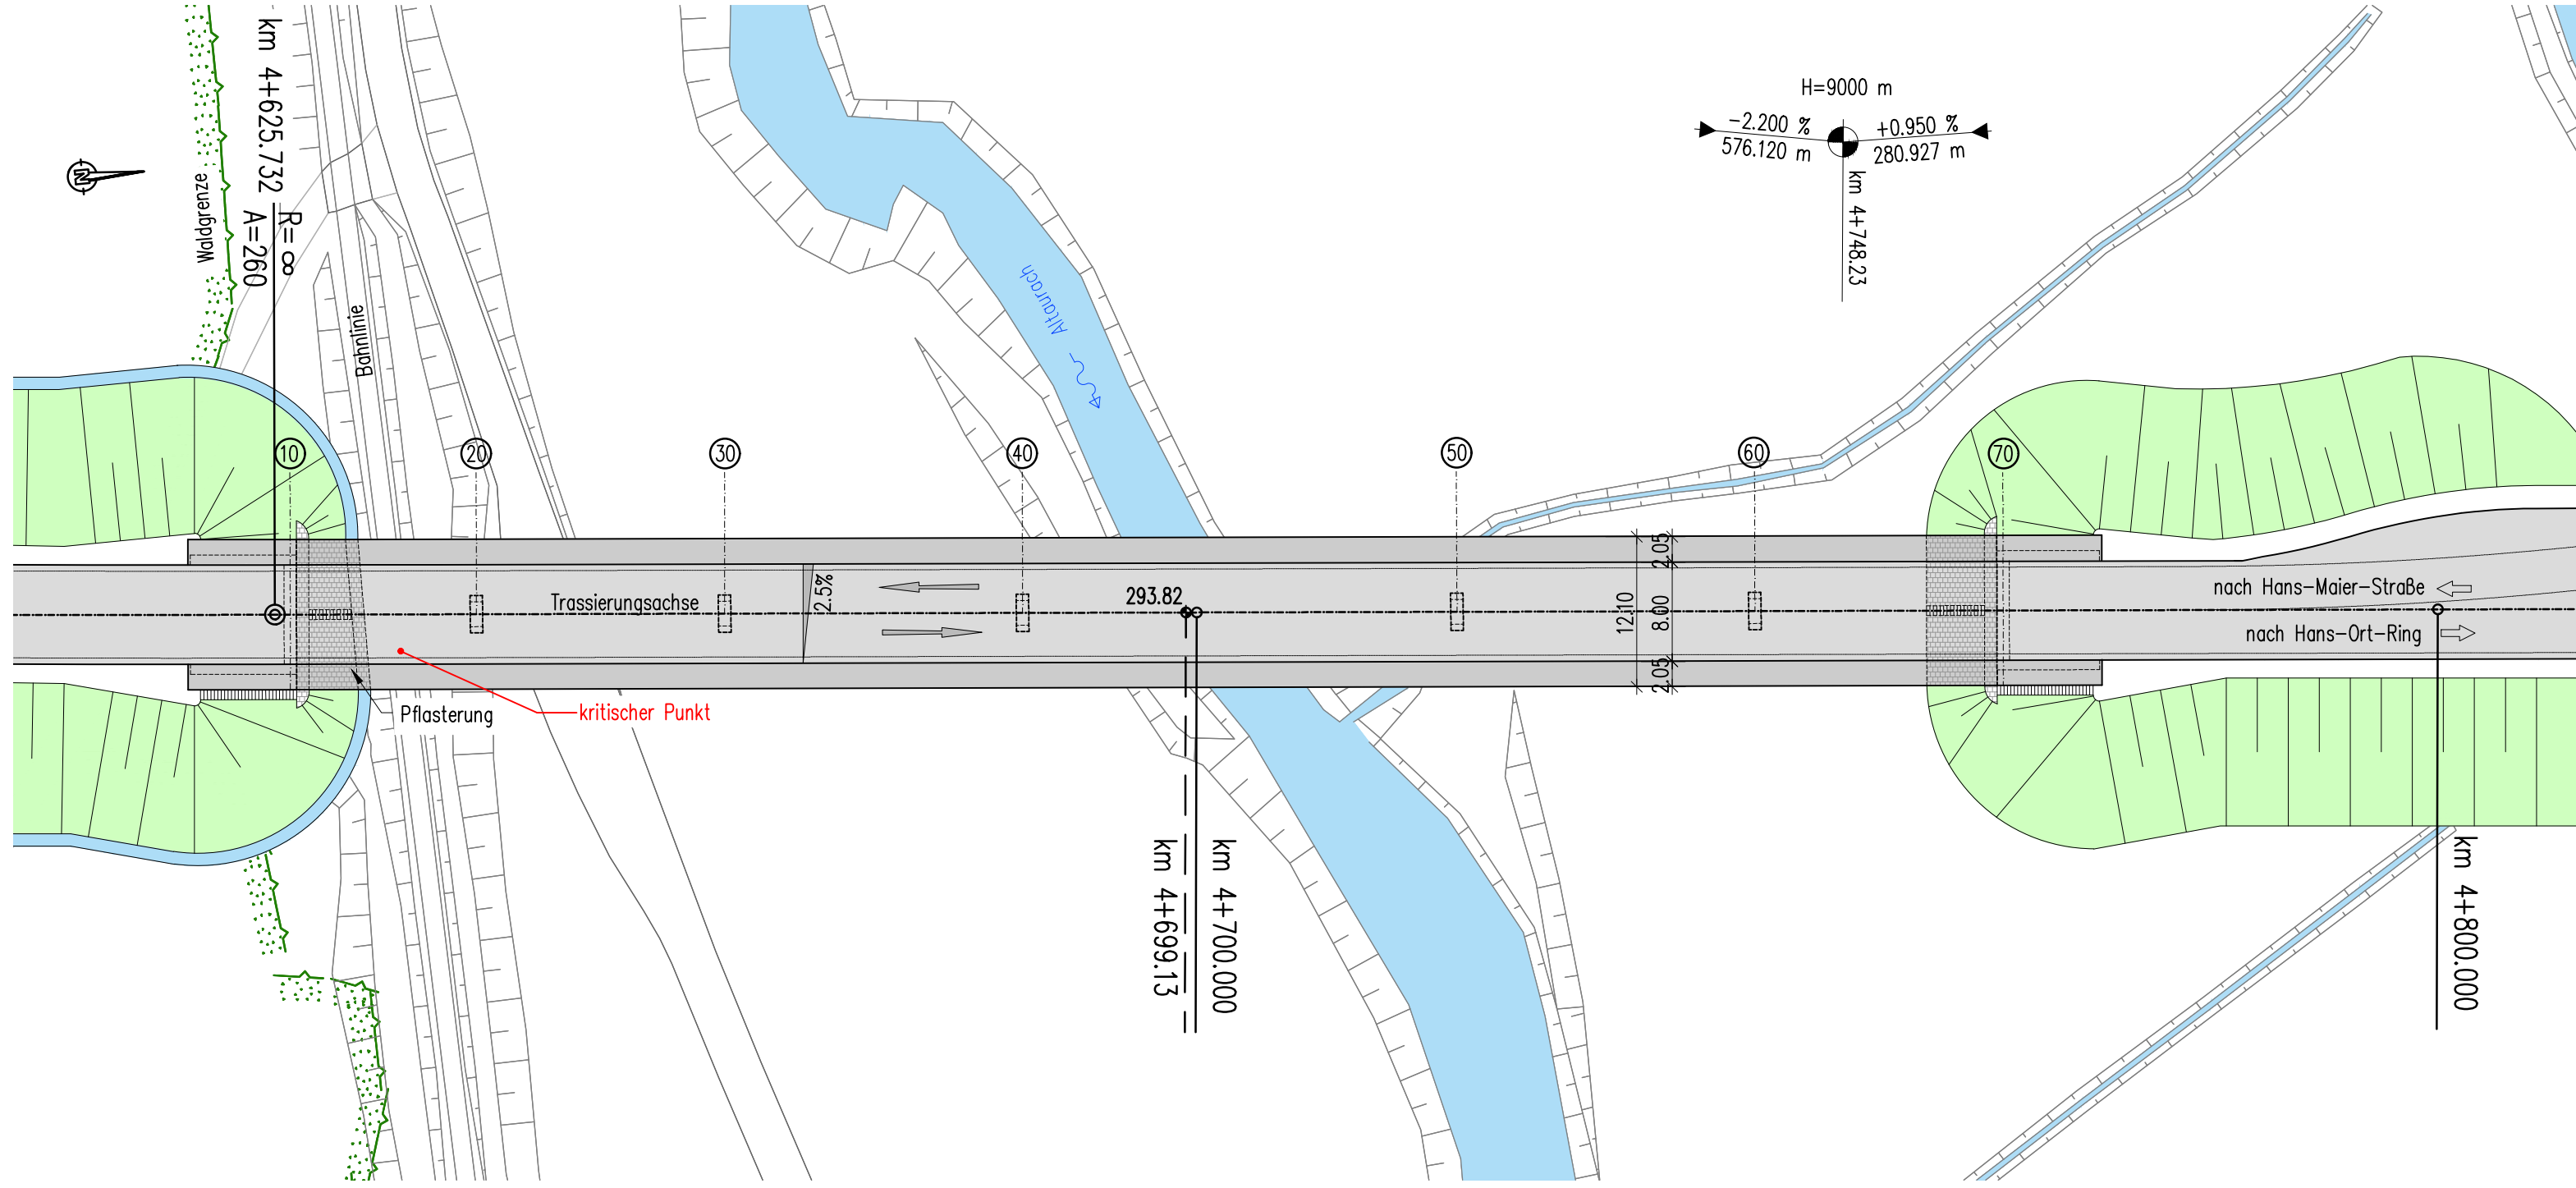 km 4+625.732
R=∞
A=260
Waldgrenze
N
Bahnlinie
Altaurach
H=9000 m
-2.200 %
576.120 m
+0.950 %
280.927 m
km 4+748.23
10
20
30
40
50
60
70
Trassierungsachse
2.5%
293.82
12.10
2.05
8.00
2.05
nach Hans-Maier-Straße
nach Hans-Ort-Ring
Pflasterung
kritischer Punkt
km 4+699.13
km 4+700.000
km 4+800.000